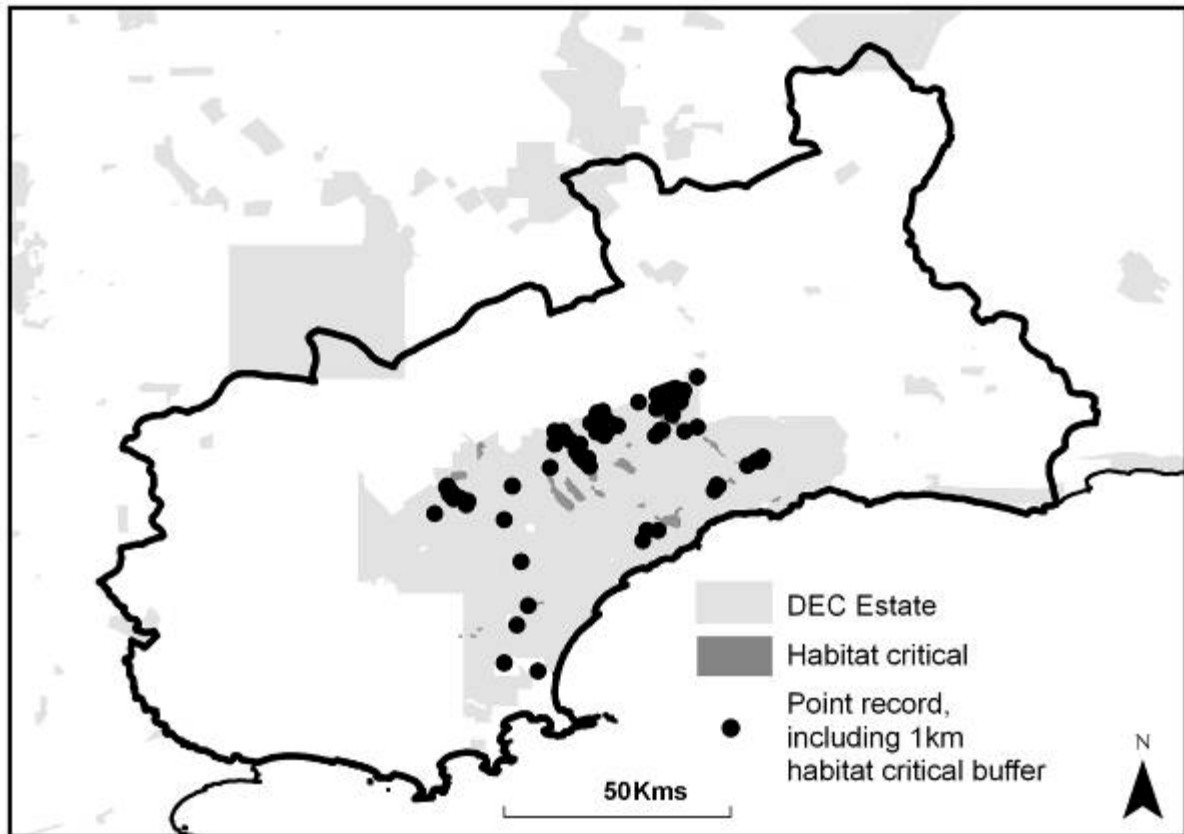 DEC Estate
Habitat critical
Point record,
including 1km
habitat critical buffer
50Kms
N